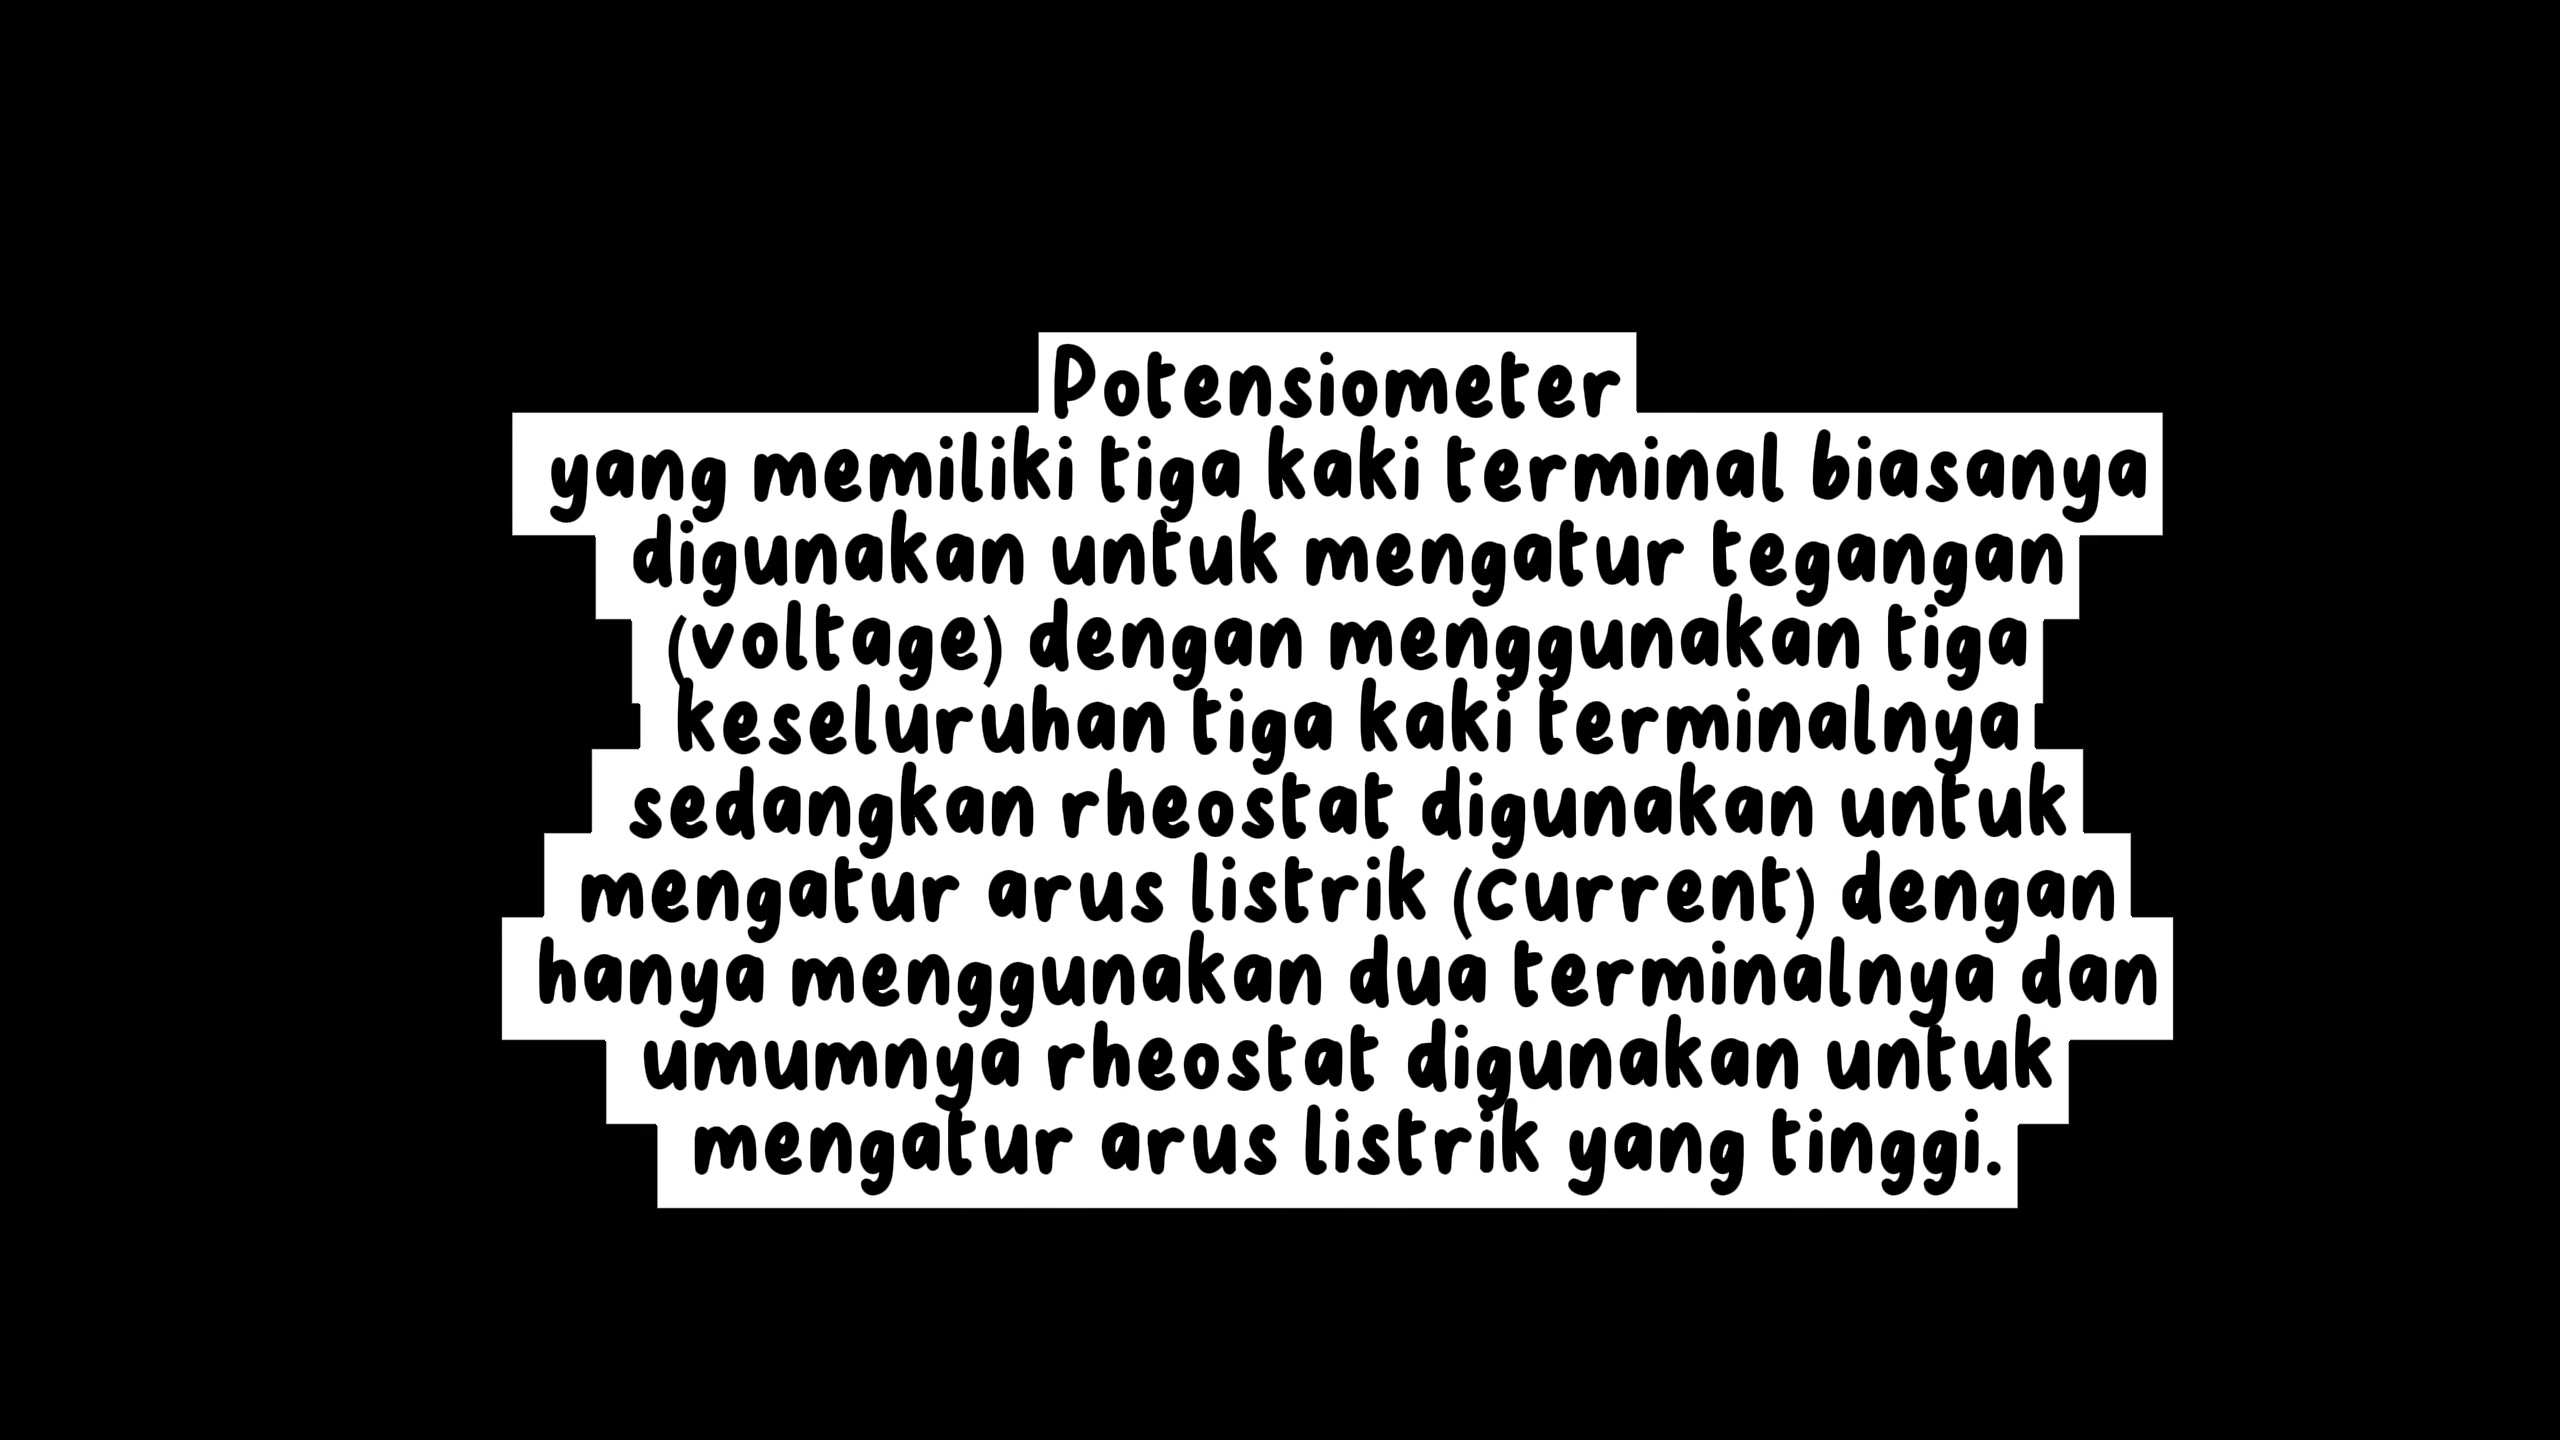 Potensiometer
yang memiliki tiga kaki terminal biasanya
digunakan untuk mengatur tegangan
(voltage) dengan menggunakan tiga
keseluruhan tiga kaki terminalnya
sedangkan rheostat digunakan untuk
mengatur arus listrik (current) dengan
hanya menggunakan dua terminalnya dan
umumnya rheostat digunakan untuk
mengatur arus listrik yang tinggi.